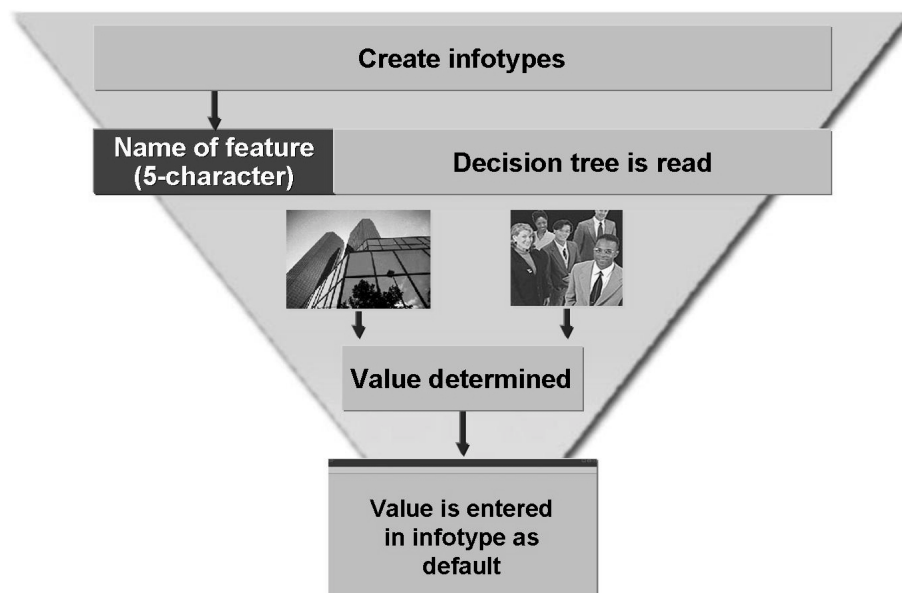 Create infotypes
Name of feature
(5-character)
Decision tree is read
Value determined
Value is entered
in infotype as
default